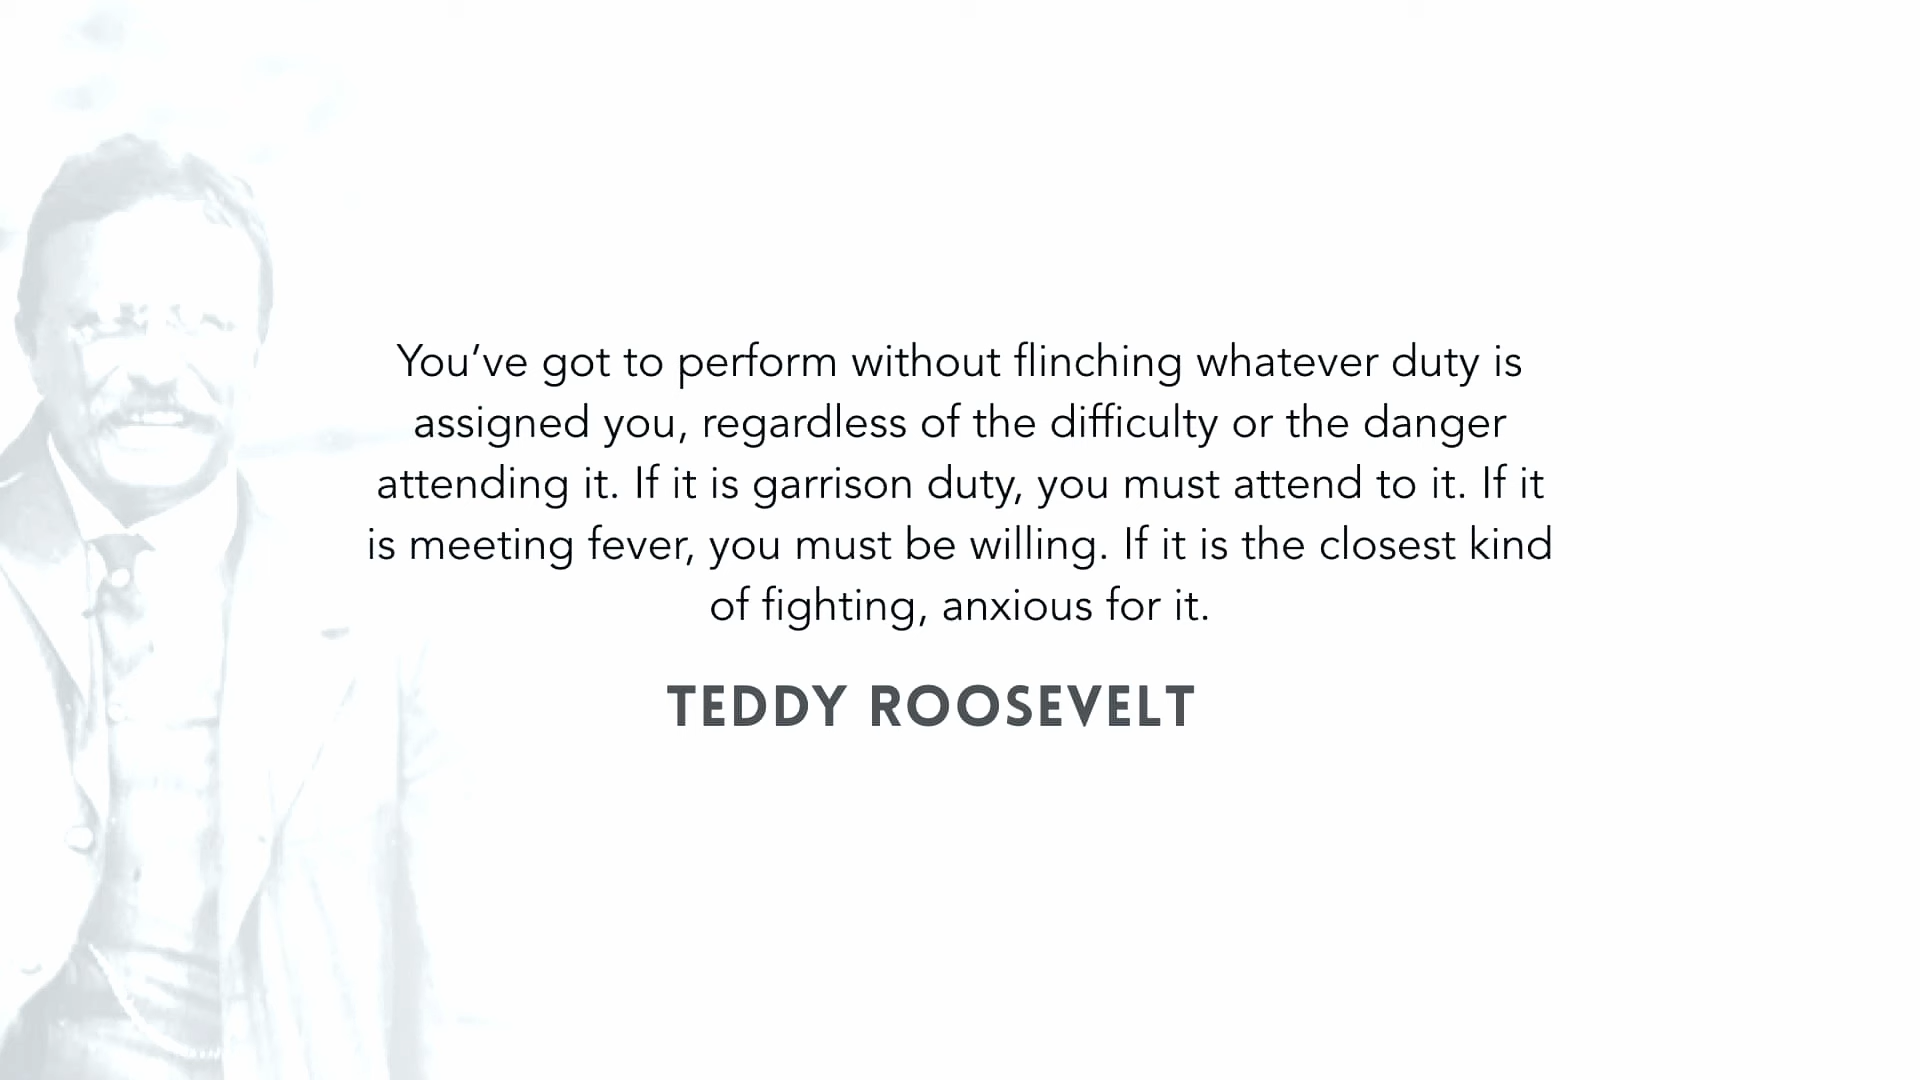 You’ve got to perform without flinching whatever duty is
assigned you, regardless of the difficulty or the danger
attending it. If it is garrison duty, you must attend to it. If it
is meeting fever, you must be willing. If it is the closest kind
of fighting, anxious for it.
TEDDY ROOSEVELT